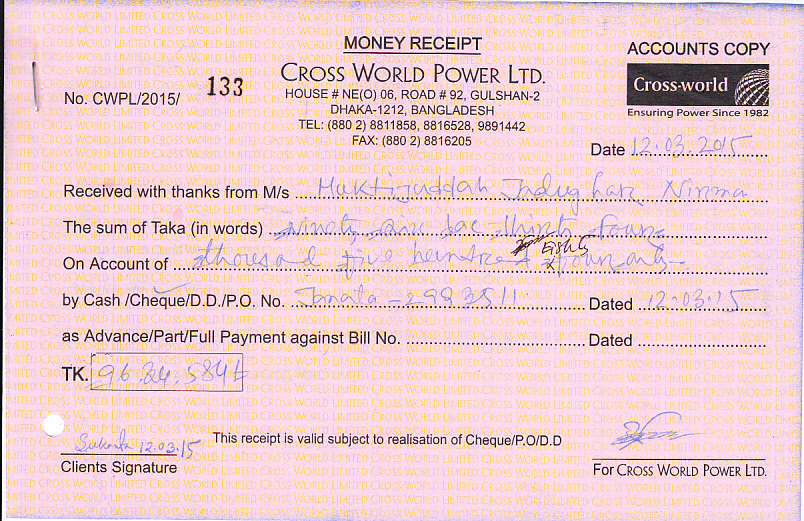 MONEY RECEIPT
ACCOUNTS COPY
CROSS WORLD POWER LTD.
Cross-world
Ensuring Power Since 1982
No. CWPL/2015/ 133
HOUSE # NE(O) 06, ROAD # 92, GULSHAN-2
DHAKA-1212, BANGLADESH
TEL: (880 2) 8811858, 8816528, 9891442
FAX: (880 2) 8816205
Date 12.03.2015
Received with thanks from M/s Muktijuddah Jadughar Nirma
The sum of Taka (in words) Ninety six lac thirty four
Eighty
On Account of thousand five hundred four only
by Cash /Cheque/D.D./P.O. No. Janata - 2993511 Dated 12.03.15
as Advance/Part/Full Payment against Bill No. Dated
TK. 96,34,584/=
12.03.15
This receipt is valid subject to realisation of Cheque/P.O/D.D
Clients Signature
For CROSS WORLD POWER LTD.